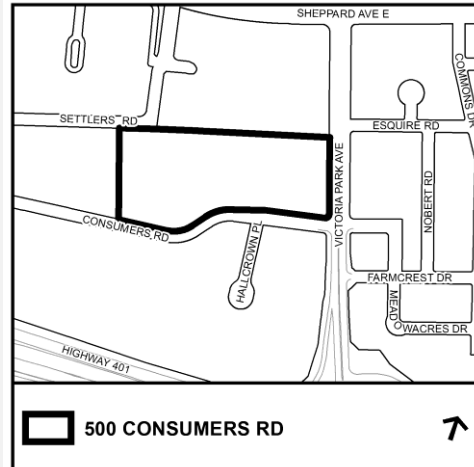 SHEPPARD AVE E
COMMONS DR
SETTLERS RD
ESQUIRE RD
VICTORIA PARK AVE
NOBERT RD
CONSUMERS RD
HALLCROWN PL
FARMCREST DR
MEADOWACRES DR
HIGHWAY 401
500 CONSUMERS RD